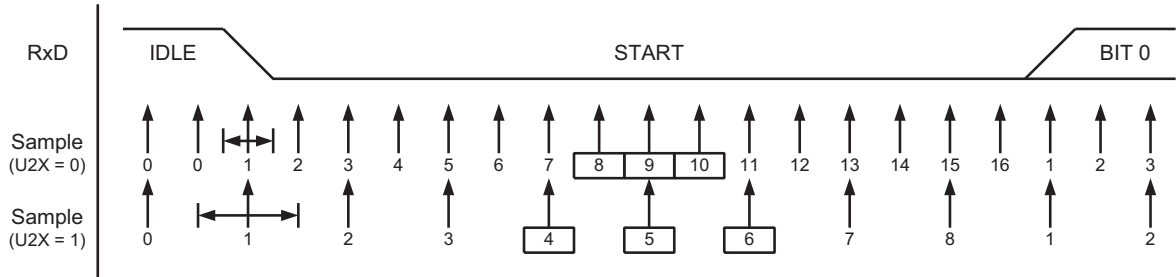 RxD IDLE START BIT 0
Sample
(U2X = 0)
0 0 1 2 3 4 5 6 7 8 9 10 11 12 13 14 15 16 1 2 3
Sample
(U2X = 1)
0 1 2 3 4 5 6 7 8 1 2